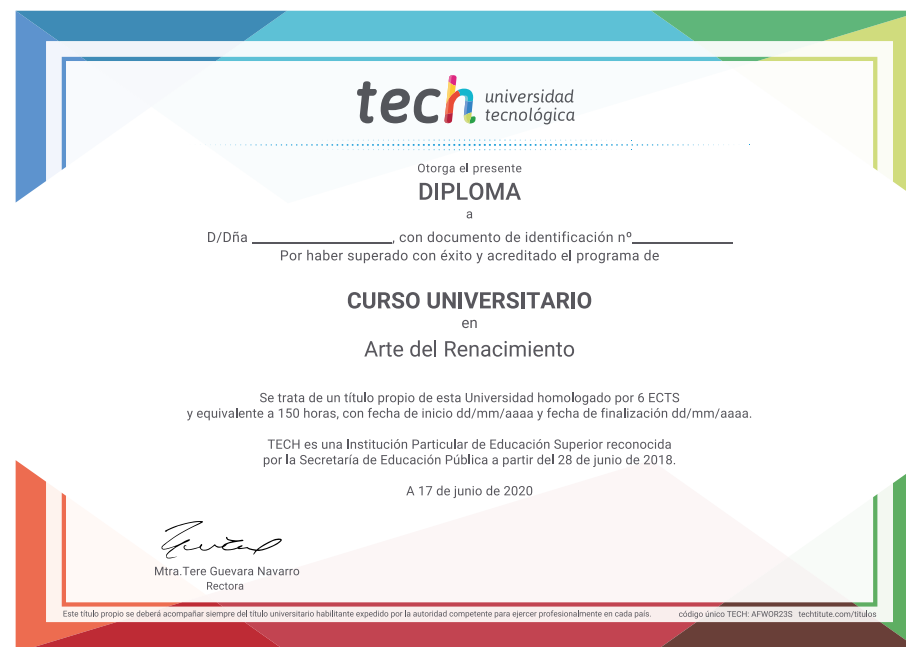 tech universidad
tecnológica
Otorga el presente
DIPLOMA
a
D/Dña ____________________, con documento de identificación nº______________
Por haber superado con éxito y acreditado el programa de
CURSO UNIVERSITARIO
en
Arte del Renacimiento
Se trata de un título propio de esta Universidad homologado por 6 ECTS
y equivalente a 150 horas, con fecha de inicio dd/mm/aaaa y fecha de finalización dd/mm/aaaa.
TECH es una Institución Particular de Educación Superior reconocida
por la Secretaría de Educación Pública a partir del 28 de junio de 2018.
A 17 de junio de 2020
Mtra.Tere Guevara Navarro
Rectora
Este título propio se deberá acompañar siempre del título universitario habilitante expedido por la autoridad competente para ejercer profesionalmente en cada país. código único TECH: AFWOR23S techtitute.com/titulos